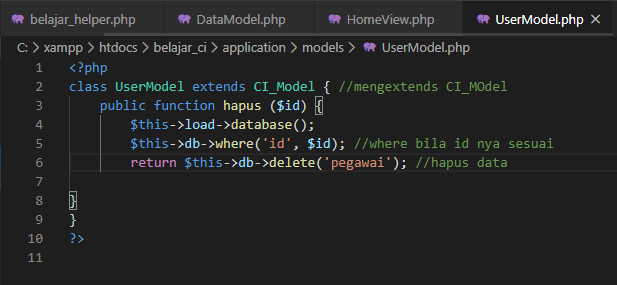 belajar_helper.php DataModel.php HomeView.php UserModel.php ×
C: > xampp > htdocs > belajar_ci > application > models > UserModel.php
1 <?php
2 class UserModel extends CI_Model { //mengextends CI_MOdel
3 public function hapus ($id) {
4 $this->load->database();
5 $this->db->where('id', $id); //where bila id nya sesuai
6 return $this->db->delete('pegawai'); //hapus data
7
8 }
9 }
10 ?>
11